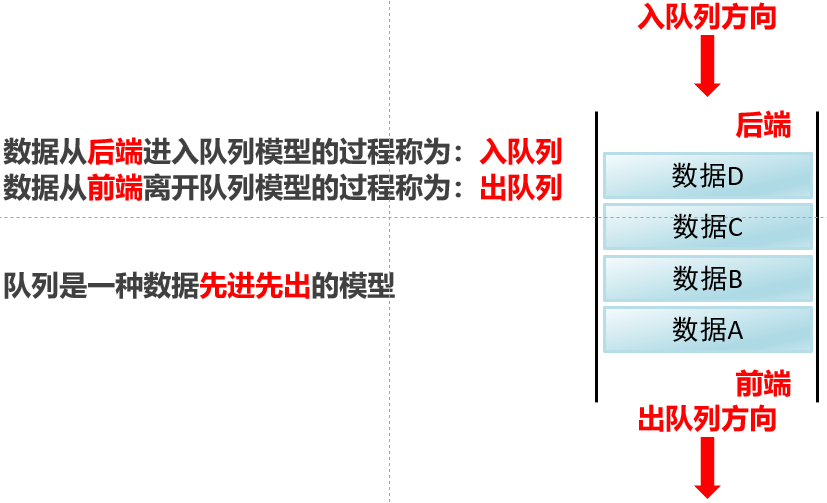 入队列方向
后端
数据从后端进入队列模型的过程称为：入队列
数据从前端离开队列模型的过程称为：出队列
数据D
数据C
队列是一种数据先进先出的模型
数据B
数据A
前端
出队列方向